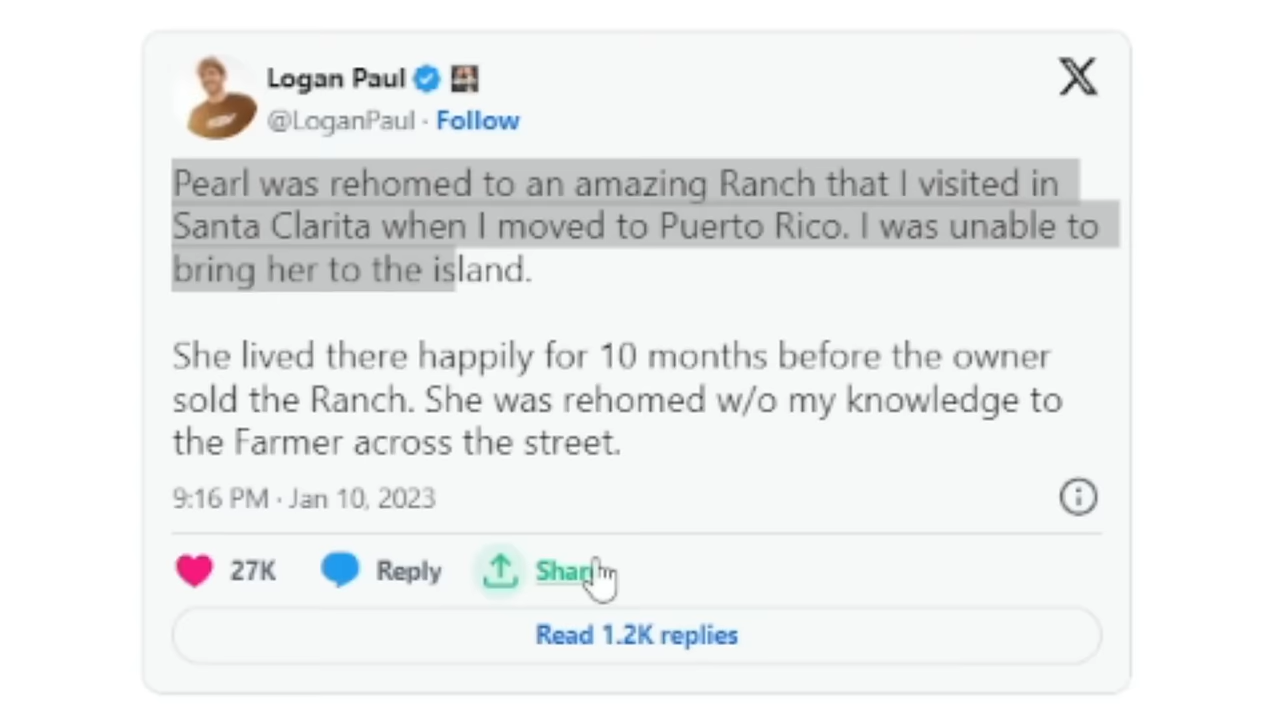 Logan Paul
@LoganPaul · Follow
X
Pearl was rehomed to an amazing Ranch that I visited in
Santa Clarita when I moved to Puerto Rico. I was unable to
bring her to the island.
She lived there happily for 10 months before the owner
sold the Ranch. She was rehomed w/o my knowledge to
the Farmer across the street.
9:16 PM · Jan 10, 2023
27K Reply Share
Read 1.2K replies